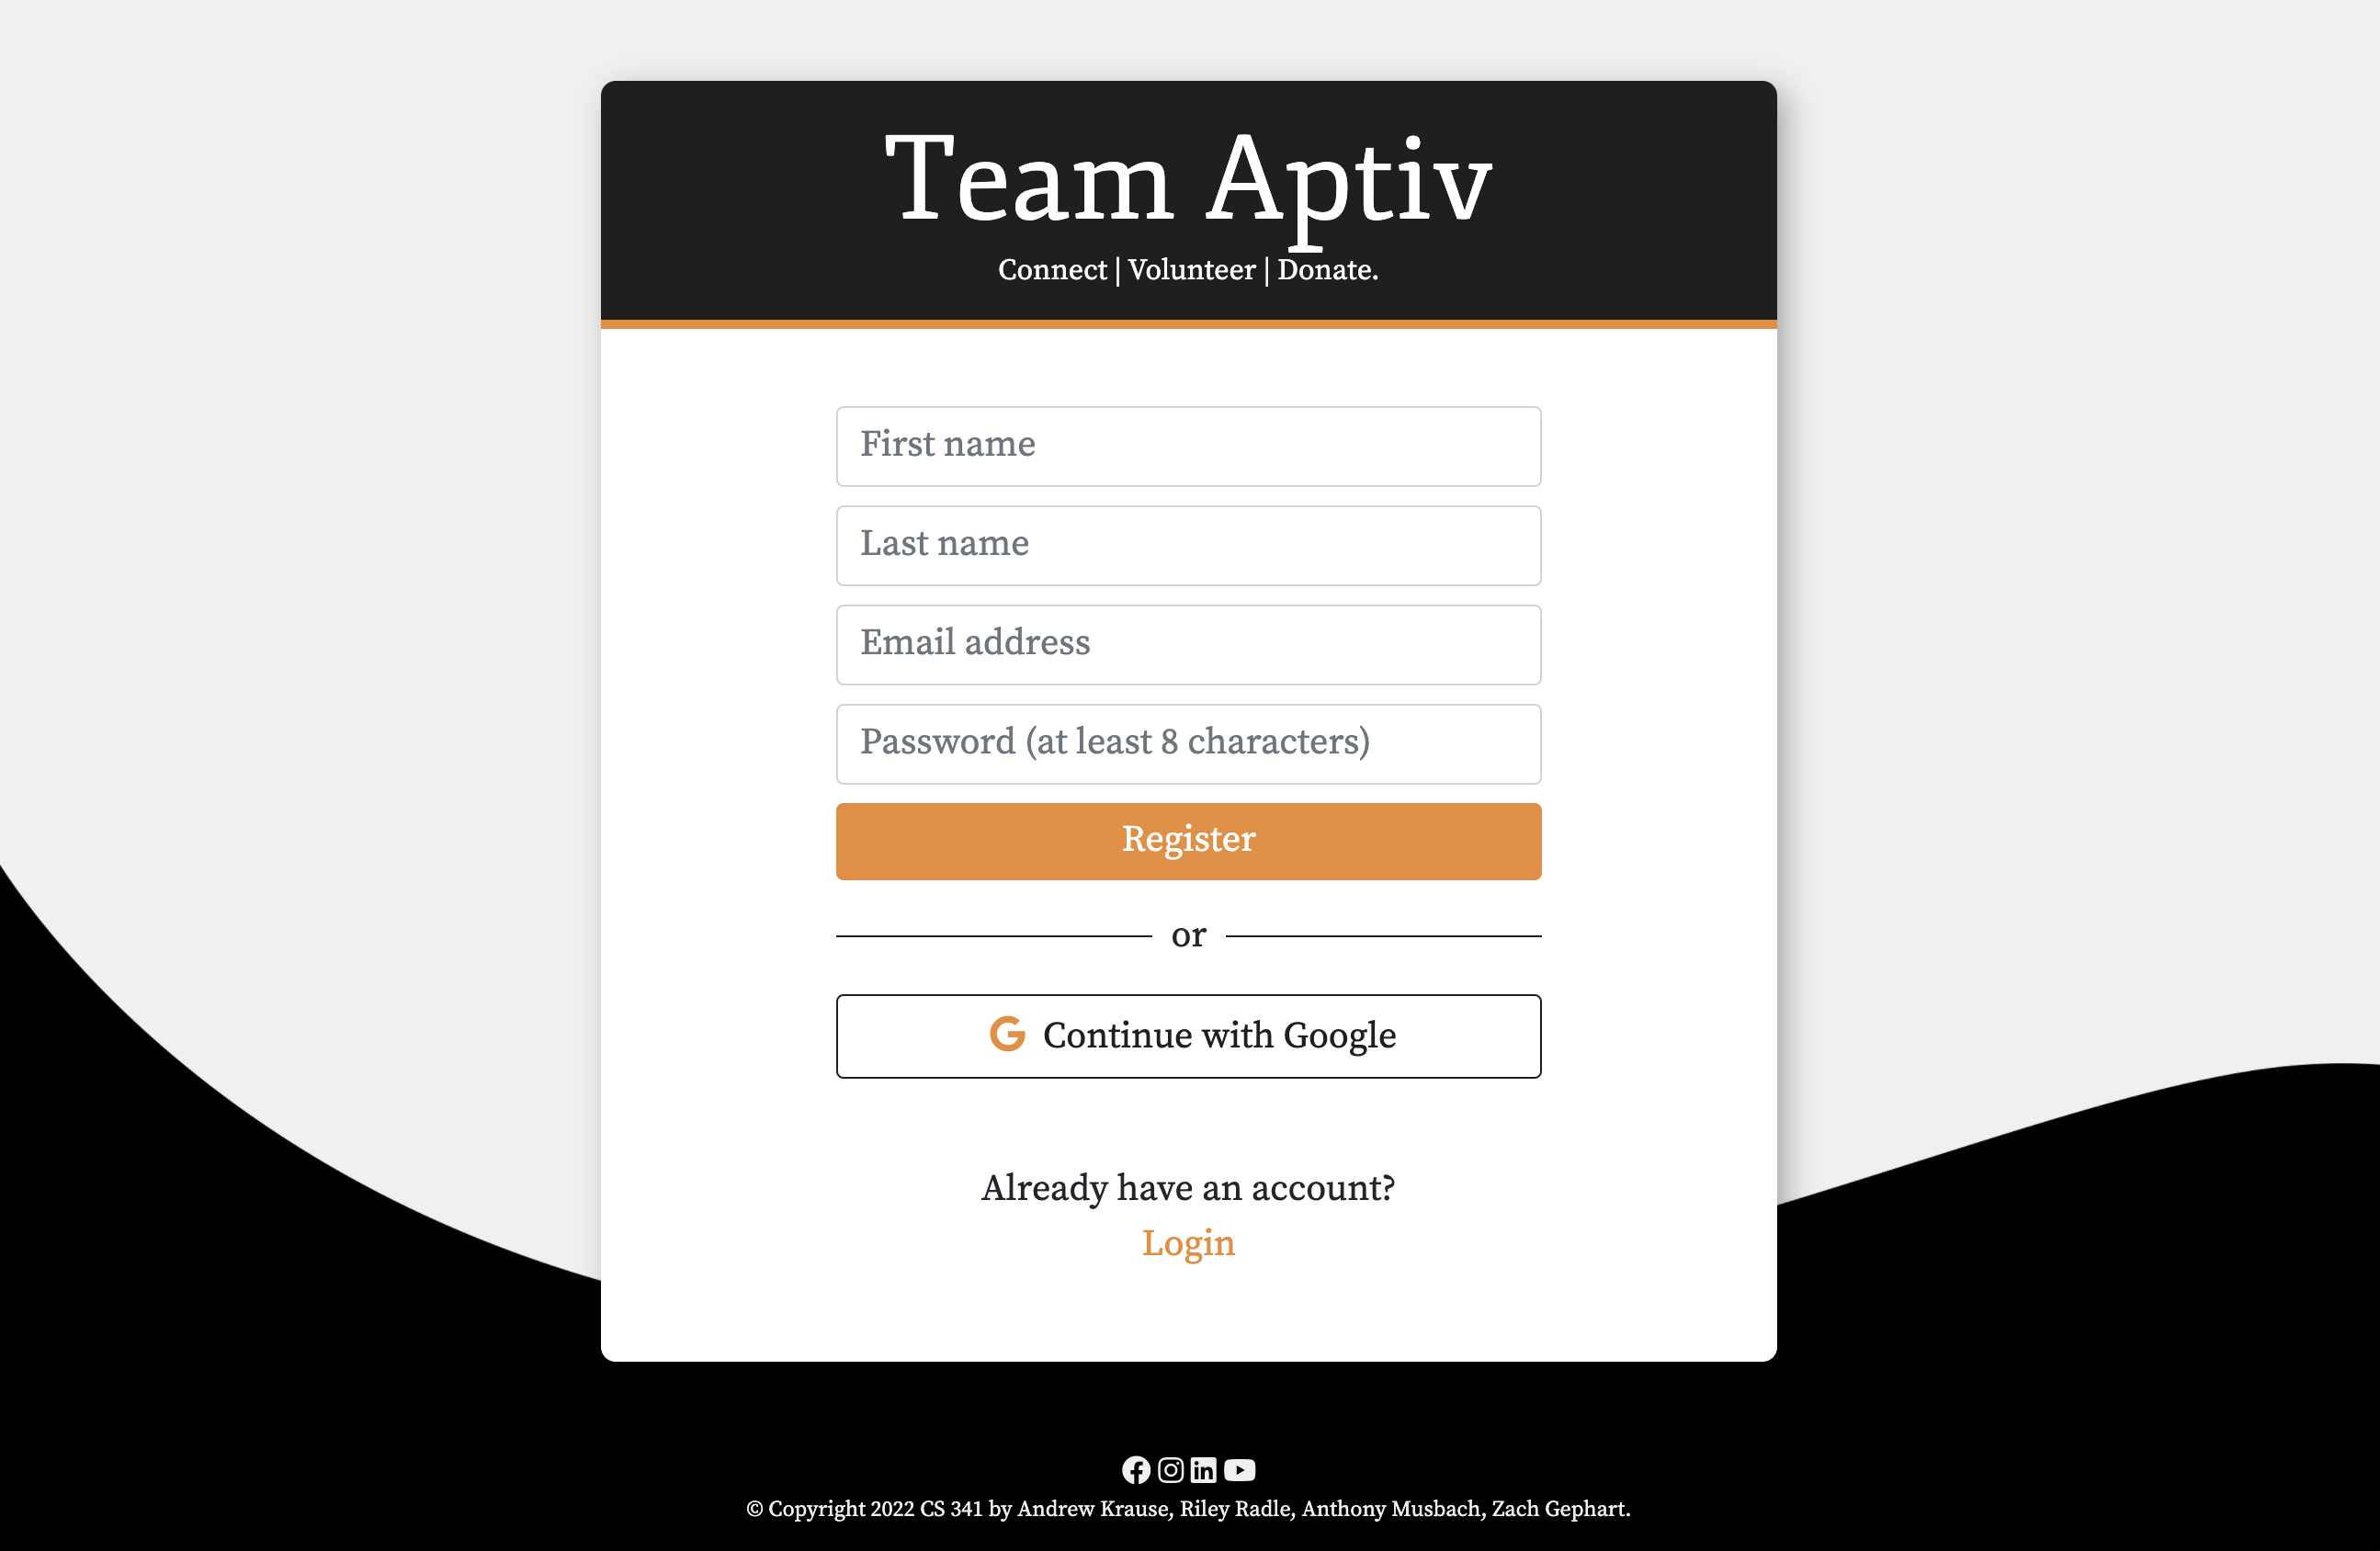 Team Aptiv
Connect | Volunteer | Donate.
First name
Last name
Email address
Password (at least 8 characters)
Register
or
Continue with Google
Already have an account?
Login
© Copyright 2022 CS 341 by Andrew Krause, Riley Radle, Anthony Musbach, Zach Gephart.